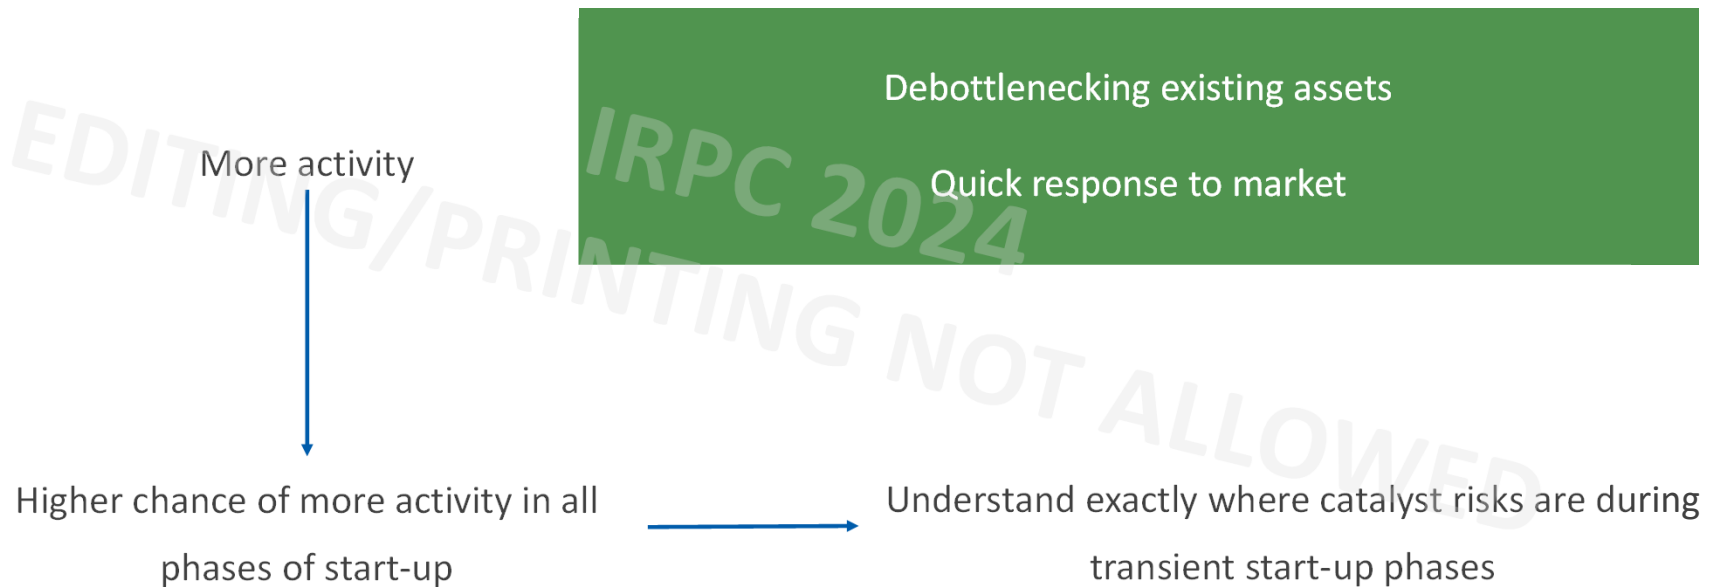 Debottlenecking existing assets
More activity
Quick response to market
IRPC 2024
EDITING/PRINTING NOT ALLOWED
Higher chance of more activity in all
phases of start-up
Understand exactly where catalyst risks are during
transient start-up phases